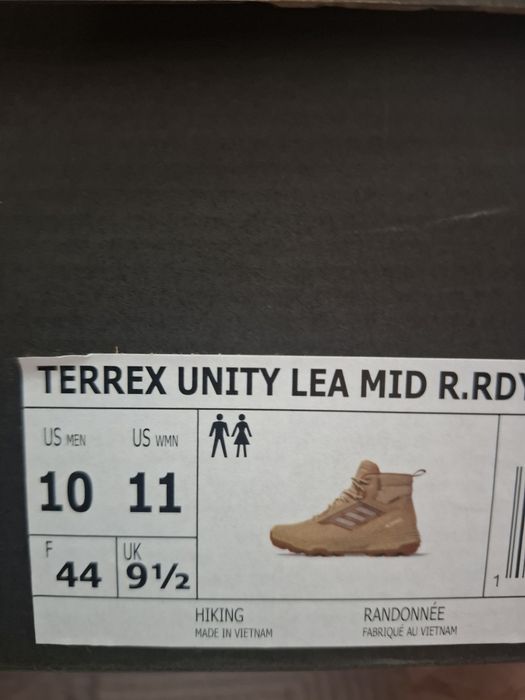 TERREX UNITY LEA MID R.RDY
US MEN US WMN
10 11
F UK
44 9½
1
HIKING RANDONNÉE
MADE IN VIETNAM FABRIQUÉ AU VIETNAM